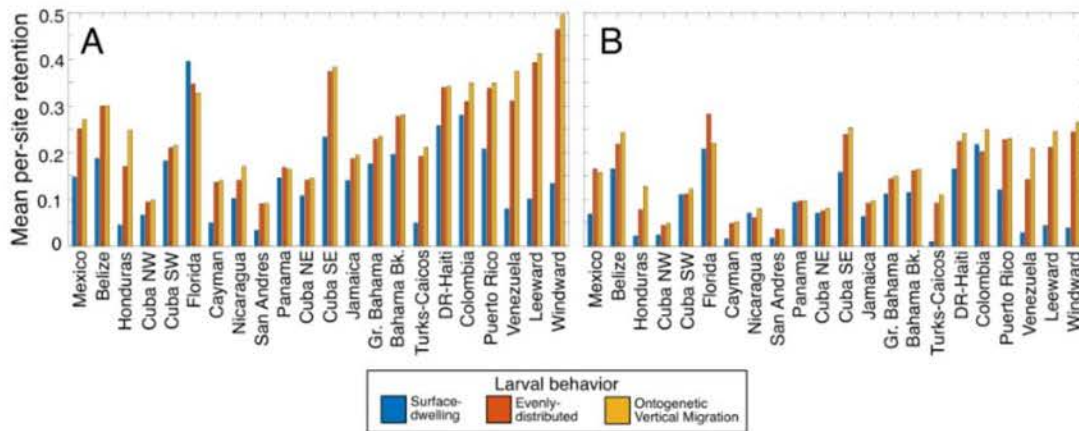 A
B
Mean per-site retention
0.5
0.4
0.3
0.2
0.1
0
Mexico
Belize
Honduras
Cuba NW
Cuba SW
Florida
Cayman
Nicaragua
San Andres
Panama
Cuba NE
Cuba SE
Jamaica
Gr. Bahama
Bahama Bk.
Turks-Caicos
DR-Haiti
Colombia
Puerto Rico
Venezuela
Leeward
Windward
Mexico
Belize
Honduras
Cuba NW
Cuba SW
Florida
Cayman
Nicaragua
San Andres
Panama
Cuba NE
Cuba SE
Jamaica
Gr. Bahama
Bahama Bk.
Turks-Caicos
DR-Haiti
Colombia
Puerto Rico
Venezuela
Leeward
Windward
Larval behavior
Surface-
dwelling
Evenly-
distributed
Ontogenetic
Vertical Migration